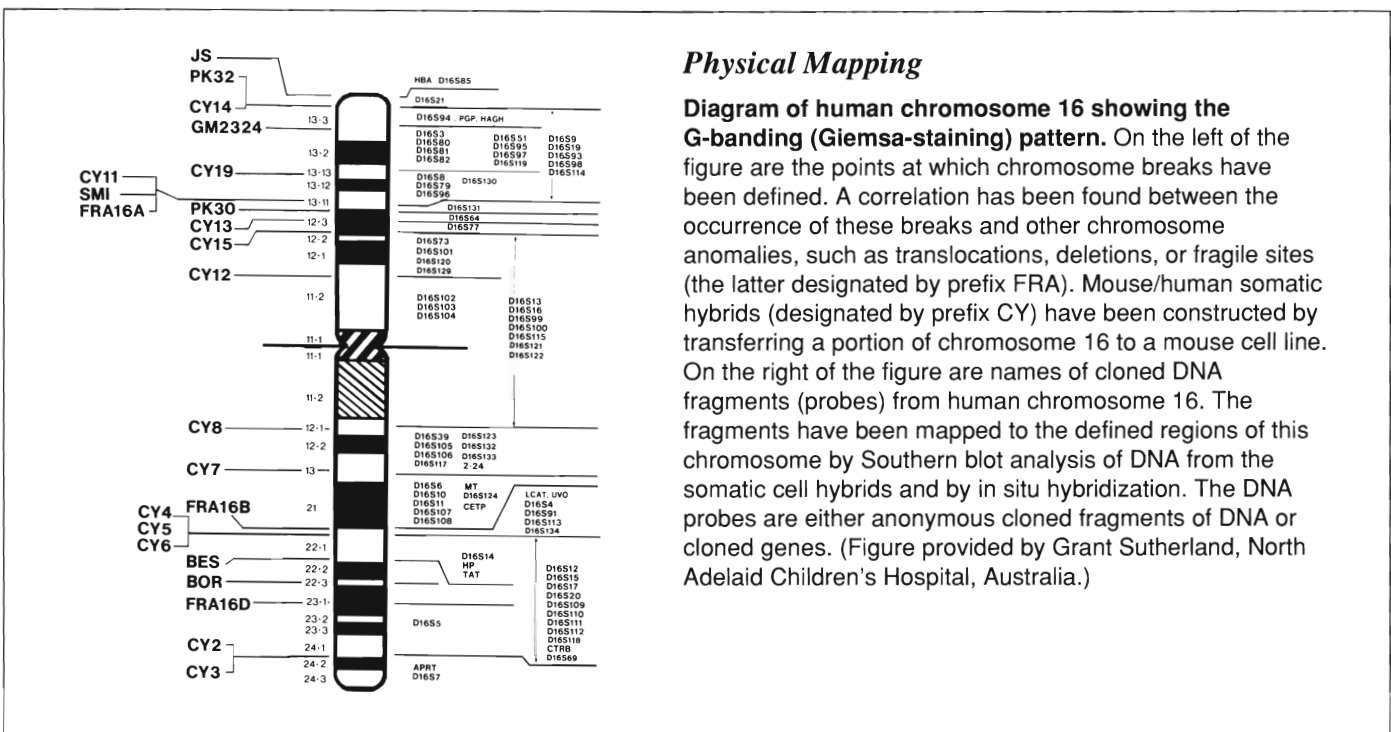 JS
PK32
CY14
GM2324
CY19
CY11
SMI
FRA16A
PK30
CY13
CY15
CY12
CY8
CY7
FRA16B
CY4
CY5
CY6
BES
BOR
FRA16D
CY2
CY3
13·3
13·2
13·13
13·12
13·11
12·3
12·2
12·1
11·2
11·1
11·1
11·2
12·1
12·2
13
21
22·1
22·2
22·3
23·1
23·2
23·3
24·1
24·2
24·3
HBA D16S85
D16S21
D16S94 . PGP. HAGH
D16S3
D16S80
D16S81
D16S82
D16S51
D16S95
D16S97
D16S119
D16S9
D16S19
D16S93
D16S98
D16S114
D16S8
D16S79
D16S96
D16S130
D16S131
D16S64
D16S77
D16S73
D16S101
D16S120
D16S129
D16S102
D16S103
D16S104
D16S13
D16S16
D16S99
D16S100
D16S115
D16S121
D16S122
D16S39
D16S105
D16S106
D16S117
D16S123
D16S132
D16S133
2·24
D16S6
D16S10
D16S11
D16S107
D16S108
MT
D16S124
CETP
LCAT. UVO
D16S4
D16S91
D16S113
D16S134
D16S14
HP
TAT
D16S12
D16S15
D16S17
D16S20
D16S109
D16S110
D16S111
D16S112
D16S118
CTRB
D16S69
D16S5
APRT
D16S7
Physical Mapping
Diagram of human chromosome 16 showing the
G-banding (Giemsa-staining) pattern. On the left of the
figure are the points at which chromosome breaks have
been defined. A correlation has been found between the
occurrence of these breaks and other chromosome
anomalies, such as translocations, deletions, or fragile sites
(the latter designated by prefix FRA). Mouse/human somatic
hybrids (designated by prefix CY) have been constructed by
transferring a portion of chromosome 16 to a mouse cell line.
On the right of the figure are names of cloned DNA
fragments (probes) from human chromosome 16. The
fragments have been mapped to the defined regions of this
chromosome by Southern blot analysis of DNA from the
somatic cell hybrids and by in situ hybridization. The DNA
probes are either anonymous cloned fragments of DNA or
cloned genes. (Figure provided by Grant Sutherland, North
Adelaid Children's Hospital, Australia.)